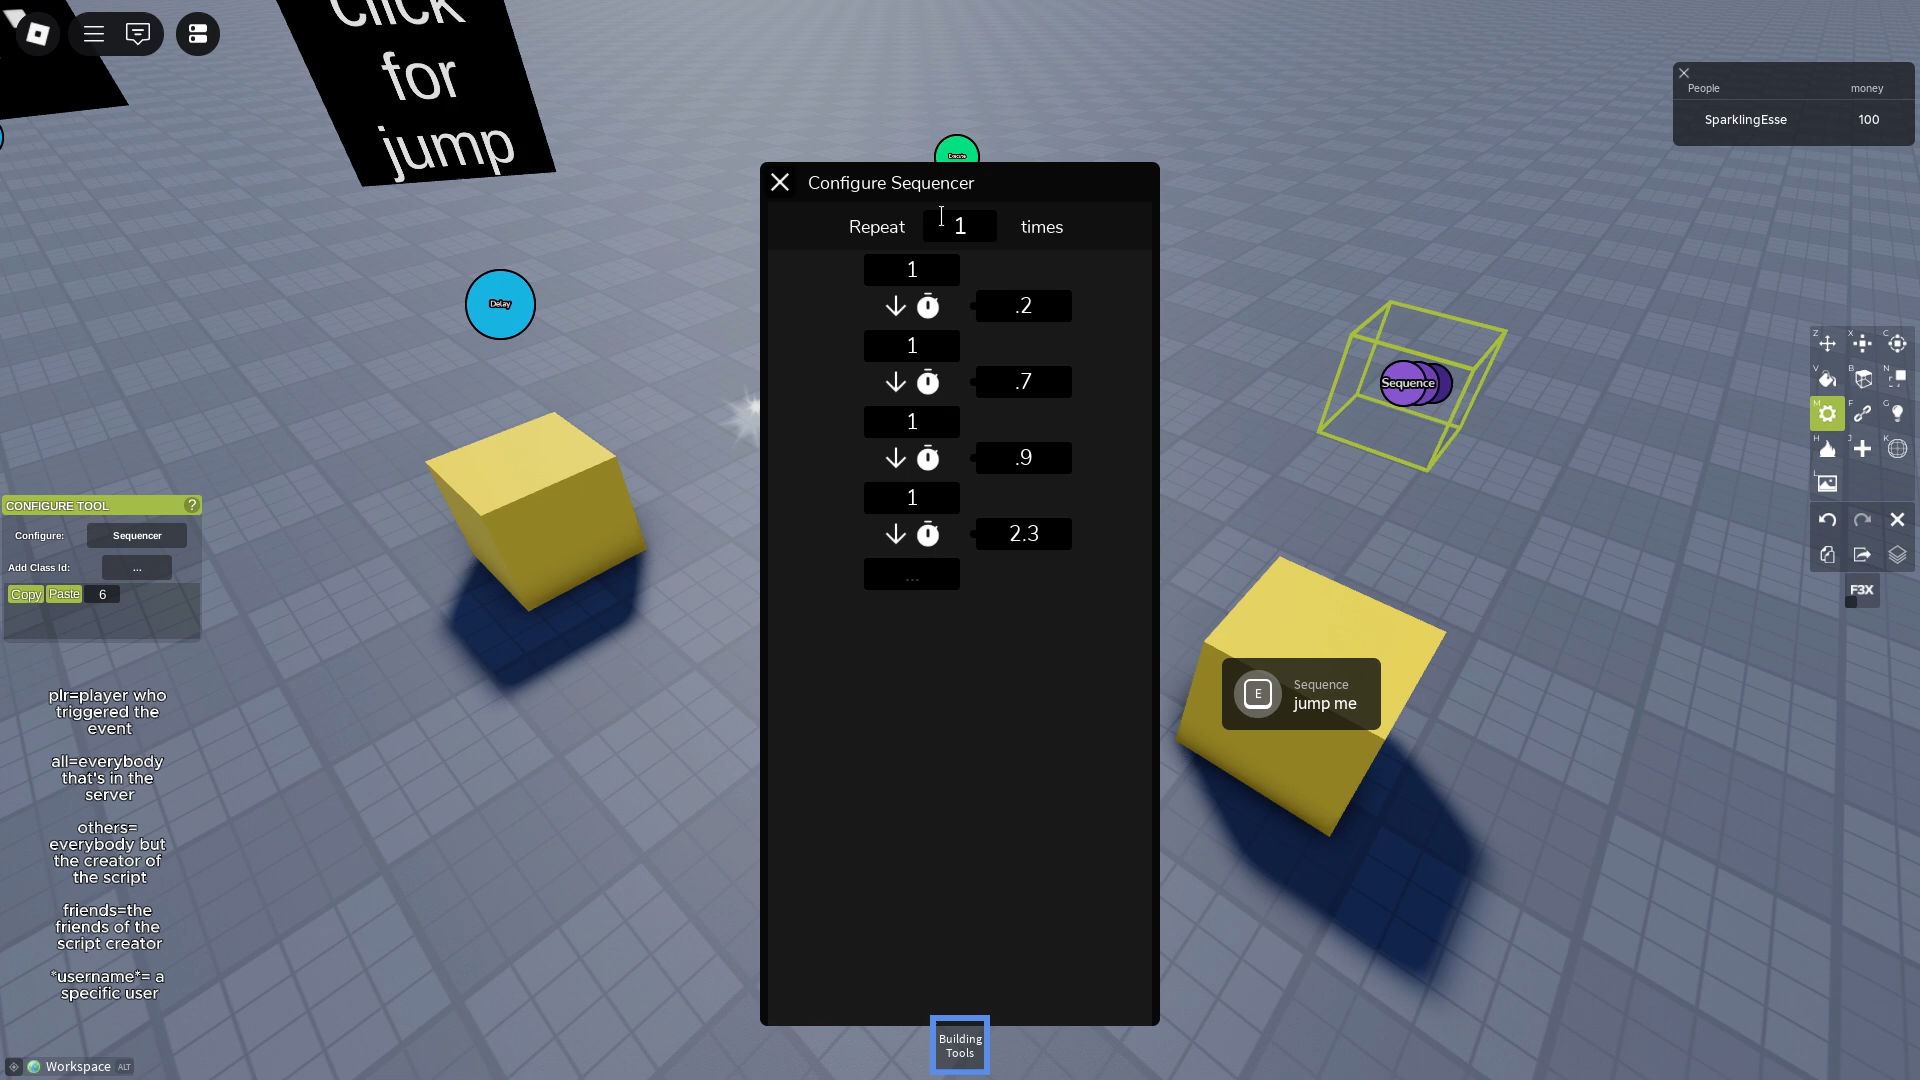 Click
for
jump
People money
SparklingEsse 100
Execute
Configure Sequencer
Repeat 1 times
1
.2
1
.7
1
.9
1
2.3
...
Delay
Sequence
Z X C
V B N
M F G
H J K
L
F3X
CONFIGURE TOOL ?
Configure: Sequencer
Add Class Id: ...
Copy Paste 6
E Sequence
jump me
plr=player who
triggered the
event
all=everybody
that's in the
server
others=
everybody but
the creator of
the script
friends=the
friends of the
script creator
*username*= a
specific user
Building
Tools
Workspace ALT